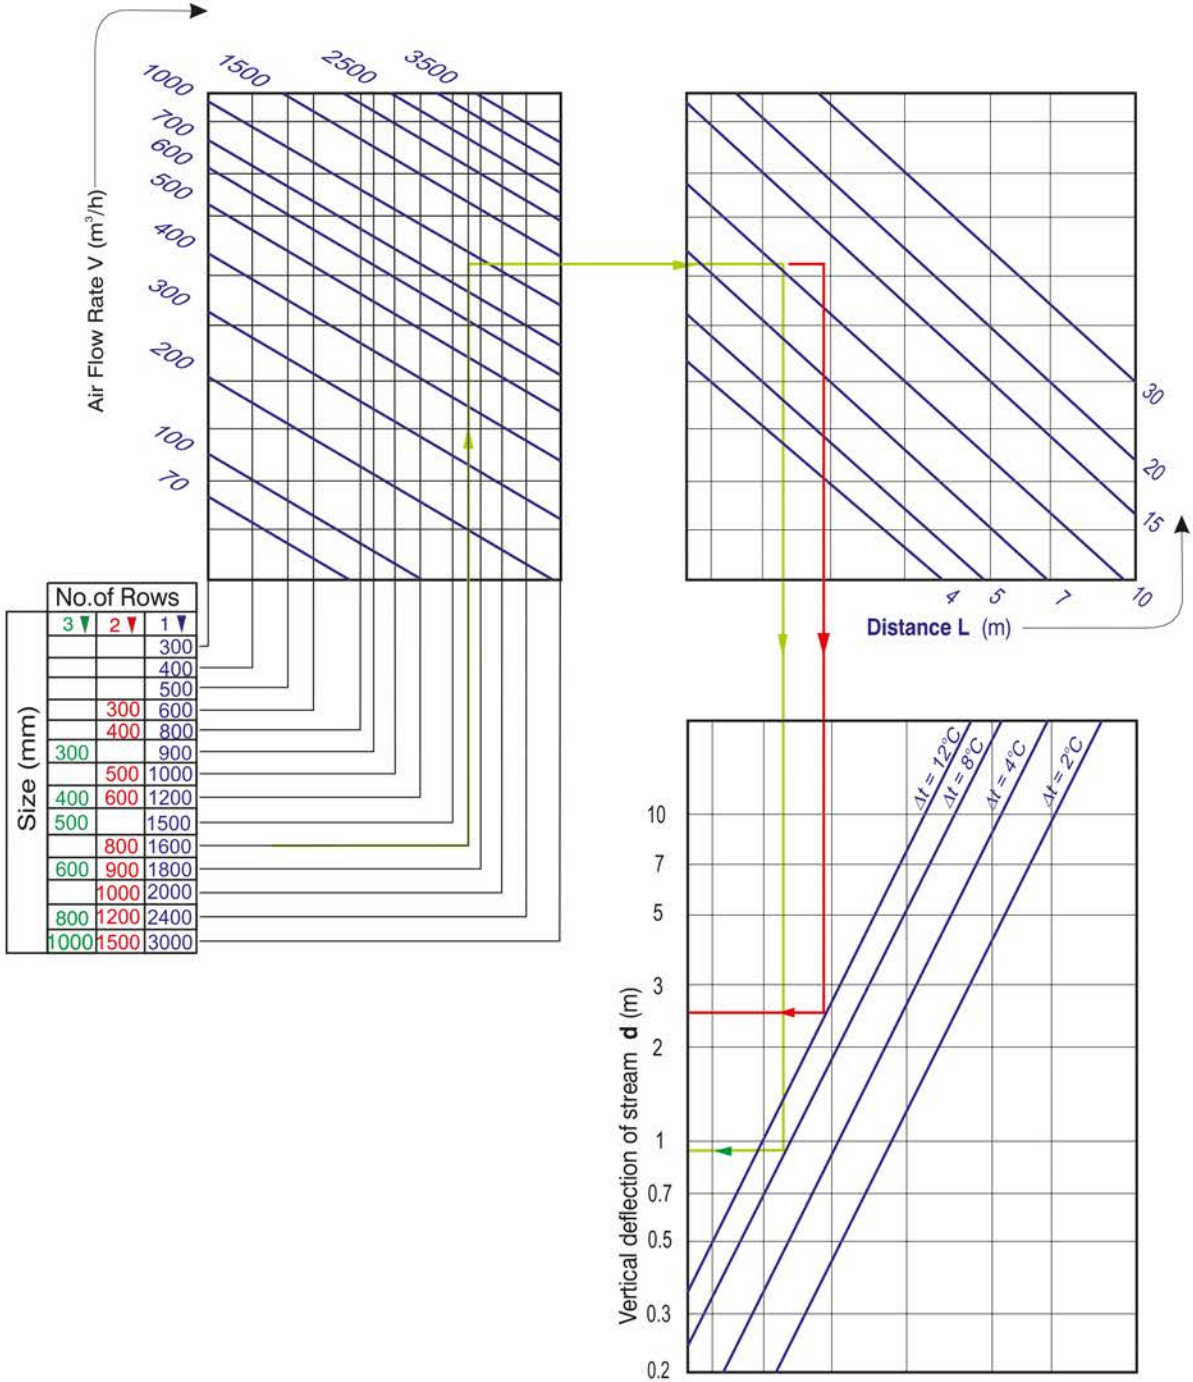 1000 1500 2500 3500
700
600
500
400
300
200
100
70
Air Flow Rate V (m³/h)
30
20
15
4 5 7 10
Distance L (m)
No.of Rows
3 2 1
300
400
500
300 600
400 800
300 900
500 1000
400 600 1200
500 1500
800 1600
600 900 1800
1000 2000
800 1200 2400
1000 1500 3000
Size (mm)
Δt = 12°C Δt = 8°C Δt = 4°C Δt = 2°C
10
7
5
3
2
1
0.7
0.5
0.3
0.2
Vertical deflection of stream d (m)